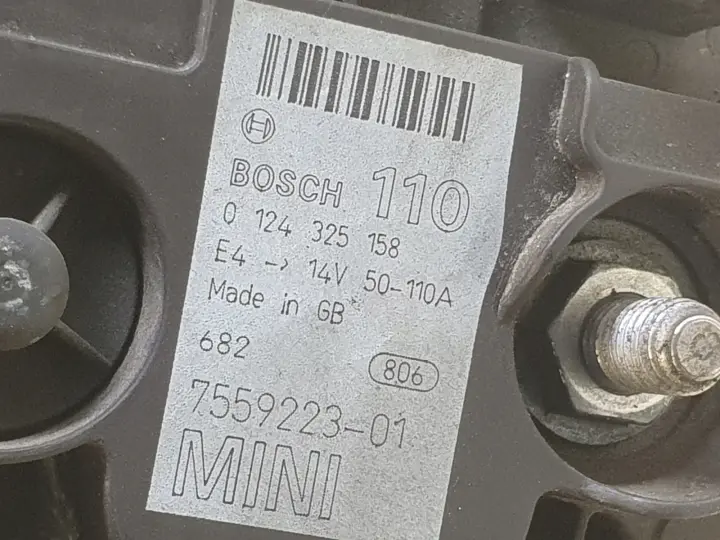 BOSCH 110
0 124 325 158
E4 -> 14V 50-110A
Made in GB
682
806
7559223-01
MINI